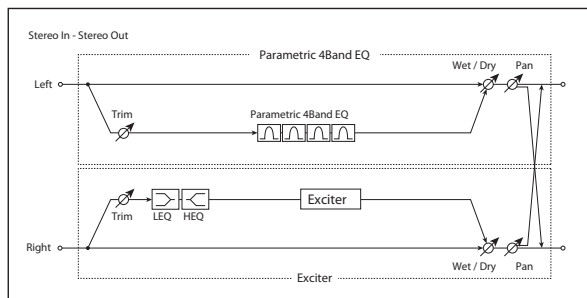 Stereo In - Stereo Out
Parametric 4Band EQ
Wet / Dry
Pan
Left
Trim
Parametric 4Band EQ
Trim
LEQ
HEQ
Exciter
Right
Wet / Dry
Pan
Exciter